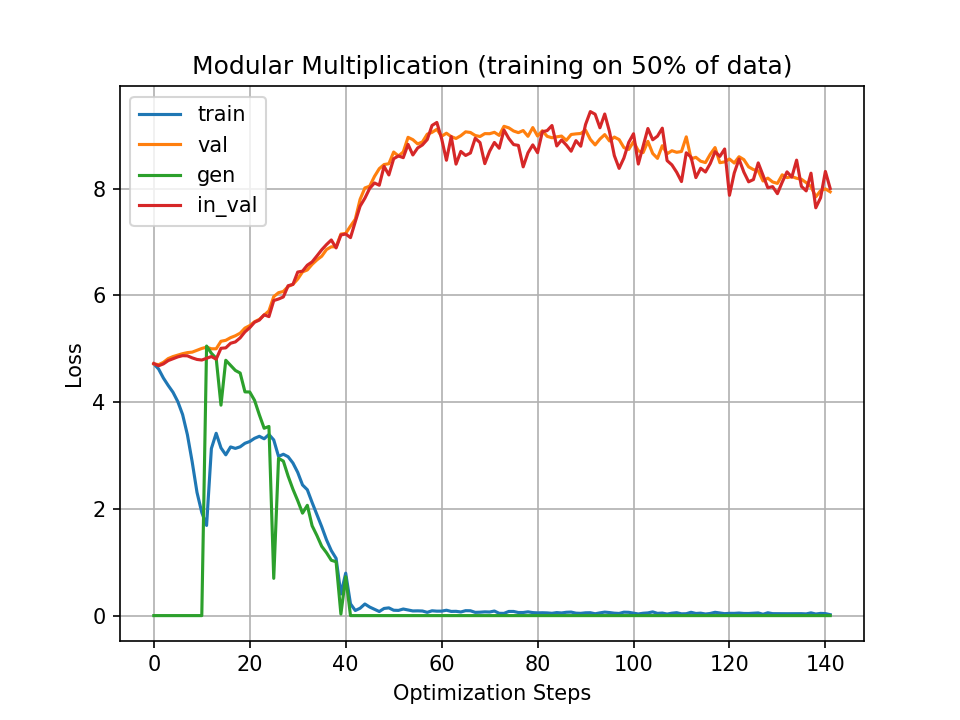 Modular Multiplication (training on 50% of data)
train
val
gen
in_val
8
6
4
2
0
Loss
0 20 40 60 80 100 120 140
Optimization Steps